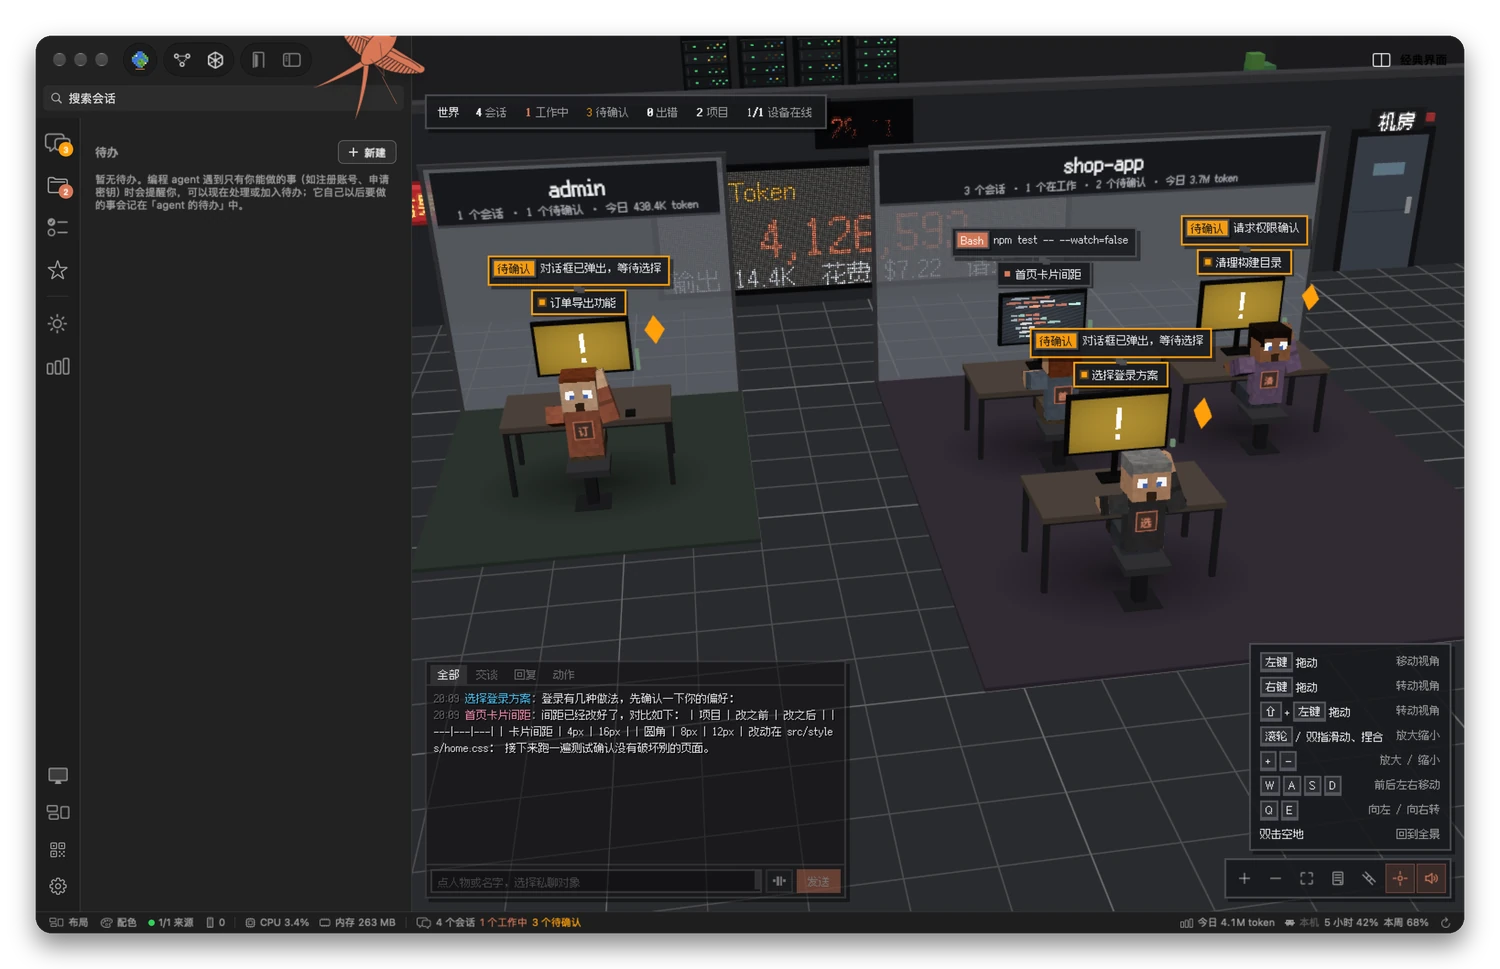 经典界面
搜索会话
3
2
待办
+ 新建
暂无待办。编程 agent 遇到只有你能做的事（如注册账号、申请
密钥）时会提醒你，可以现在处理或加入待办；它自己以后要做
的事会记在「agent 的待办」中。
世界 4 会话 1 工作中 3 待确认 0 出错 2 项目 1/1 设备在线
机房
admin
1 个会话 · 1 个待确认 · 今日 430.4K token
Token
4,126,592
输出 14.4K 花费 $7.22
shop-app
3 个会话 · 1 个在工作 · 2 个待确认 · 今日 3.7M token
待确认 对话框已弹出，等待选择
订单导出功能
!
订
Bash npm test -- --watch=false
首页卡片间距
待确认 请求权限确认
清理构建目录
!
清
待确认 对话框已弹出，等待选择
选择登录方案
!
选
全部 交谈 回复 动作
20:09 选择登录方案：登录有几种做法，先确认一下你的偏好：
20:09 首页卡片间距：间距已经改好了，对比如下： | 项目 | 改之前 | 改之后 | |
---|---|---| | 卡片间距 | 4px | 16px | | 圆角 | 8px | 12px | 改动在 src/style
s/home.css： 接下来跑一遍测试确认没有破坏别的页面。
点人物或名字，选择私聊对象
发送
左键 拖动 移动视角
右键 拖动 转动视角
⇧ + 左键 拖动 转动视角
滚轮 / 双指滑动、捏合 放大缩小
+ - 放大 / 缩小
W A S D 前后左右移动
Q E 向左 / 向右转
双击空地 回到全景
布局 配色 1/1 来源 0 CPU 3.4% 内存 263 MB 4 个会话 1 个工作中 3 个待确认 今日 4.1M token 本机 5 小时 42% 本周 68%